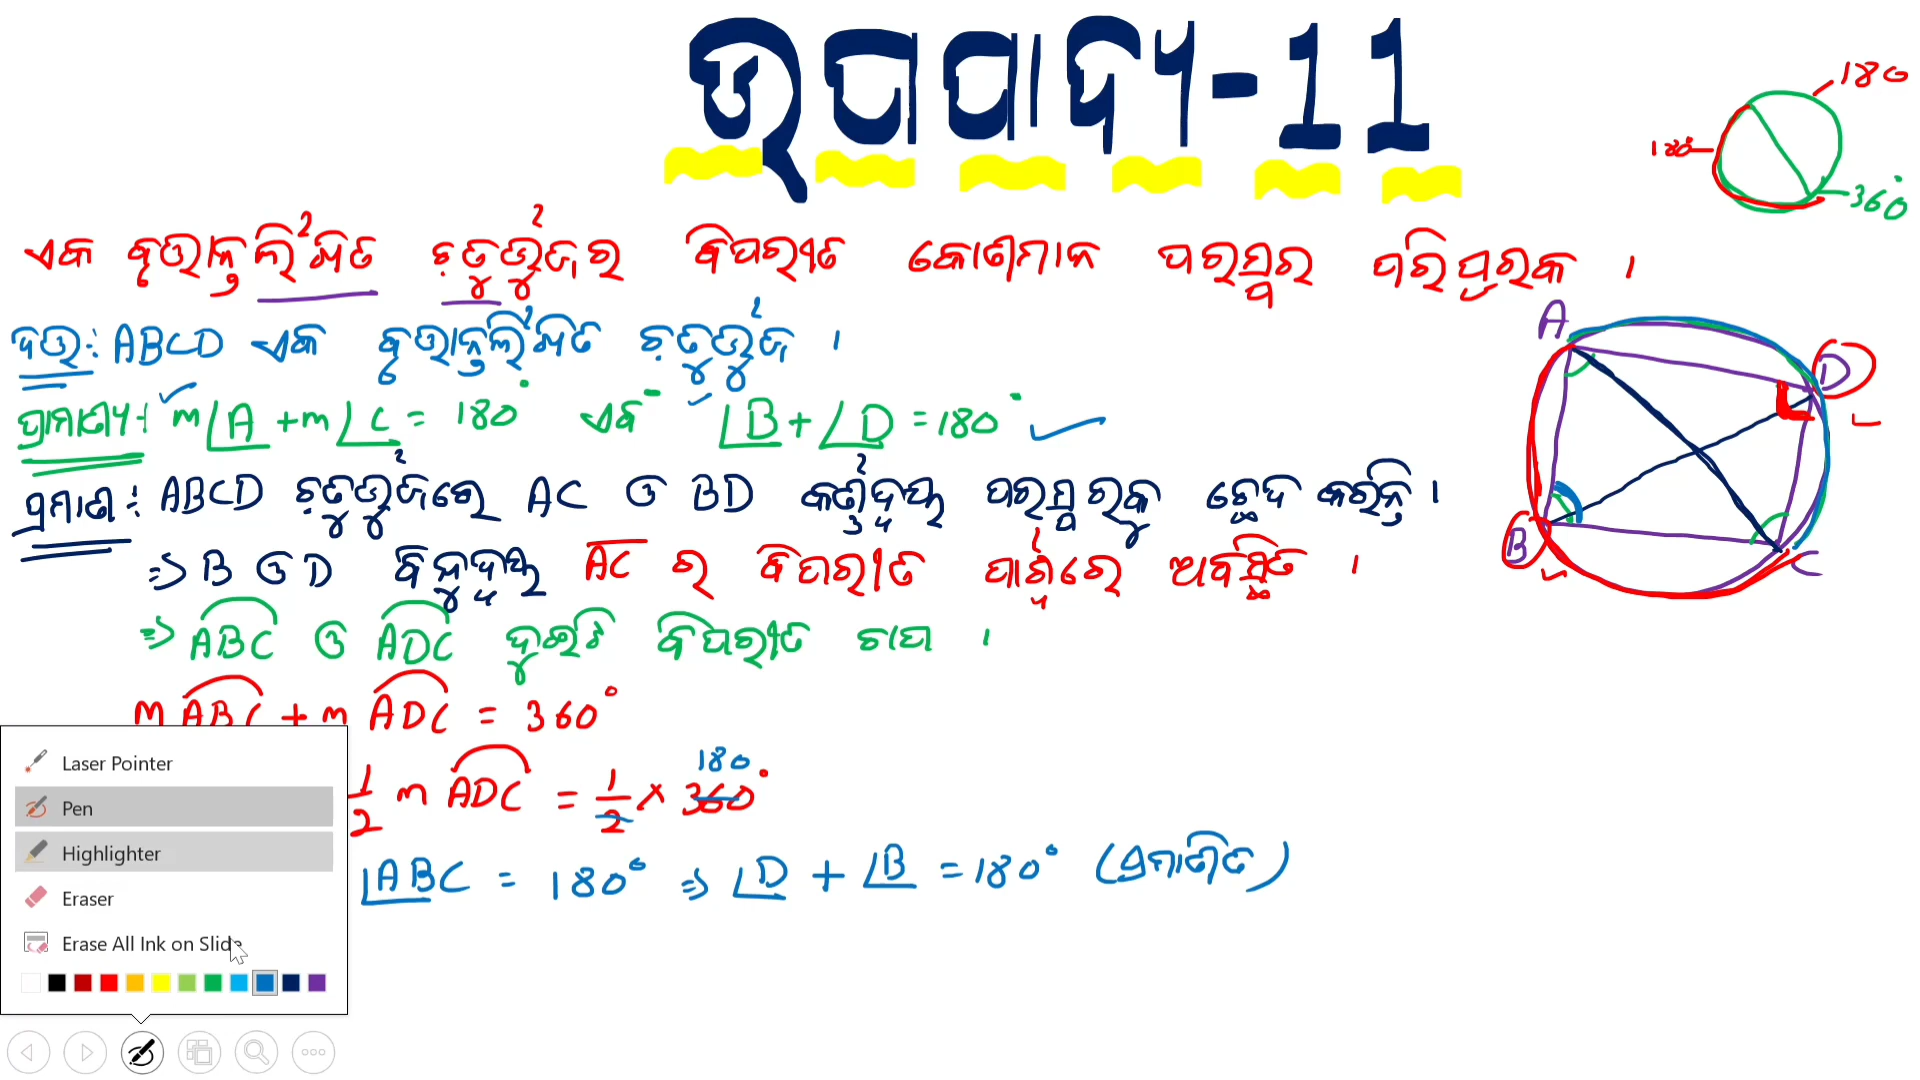 ଉପପାଦ୍ୟ-11
180
180°
360°
ଏକ ବୃତ୍ତାନ୍ତର୍ଲିଖିତ ଚତୁର୍ଭୁଜର ବିପରୀତ କୋଣମାନ ପରସ୍ପର ପରିପୂରକ ।
ଦତ୍ତ : ABCD ଏକ ବୃତ୍ତାନ୍ତର୍ଲିଖିତ ଚତୁର୍ଭୁଜ ।
ପ୍ରାମାଣ୍ୟ : m∠A + m∠C = 180° ଏବଂ ∠B + ∠D = 180°
ପ୍ରମାଣ : ABCD ଚତୁର୍ଭୁଜରେ AC ଓ BD କର୍ଣ୍ଣଦ୍ୱୟ ପରସ୍ପରକୁ ଛେଦ କରନ୍ତି ।
⇒ B ଓ D ବିନ୍ଦୁଦ୍ୱୟ AC ର ବିପରୀତ ପାର୍ଶ୍ୱରେ ଅବସ୍ଥିତ ।
⇒ ABC ଓ ADC ଦୁଇଟି ବିପରୀତ ଚାପ ।
m ABC + m ADC = 360°
1/2 m ADC = 1/2 × 360° 180
∠ABC = 180° ⇒ ∠D + ∠B = 180° (ପ୍ରମାଣିତ)
A
D
B
C
Laser Pointer
Pen
Highlighter
Eraser
Erase All Ink on Slide